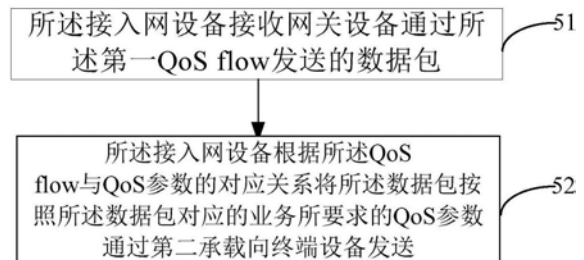 所述接入网设备接收网关设备通过所
述第一QoS flow发送的数据包
51
所述接入网设备根据所述QoS
flow与QoS参数的对应关系将所述数据包按
照所述数据包对应的业务所要求的QoS参数
通过第二承载向终端设备发送
52